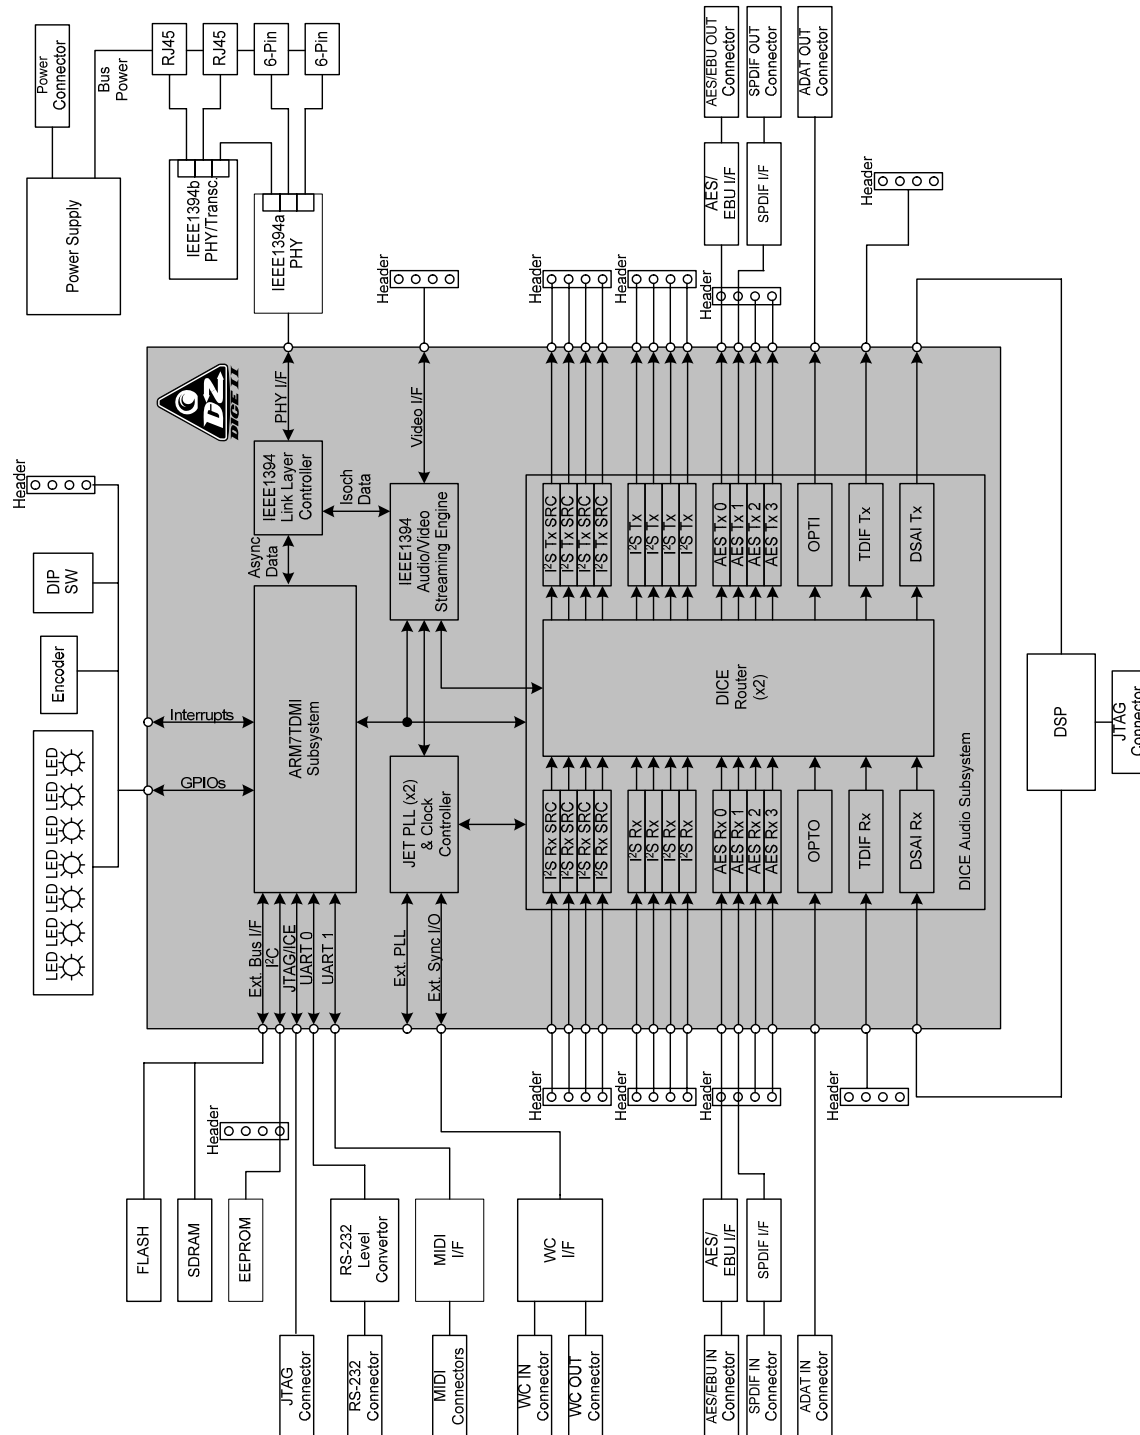 Power
Connector
Power Supply
Bus
Power
RJ45
RJ45
6-Pin
6-Pin
IEEE1394b
PHY/Transc.
IEEE1394a
PHY
Header
Header
Header
Header
AES/EBU OUT
Connector
SPDIF OUT
Connector
ADAT OUT
Connector
AES/
EBU I/F
SPDIF I/F
Header
Header
DIP
SW
Encoder
LED
LED
LED
LED
LED
LED
LED
DICE II
PHY I/F
Video I/F
IEEE1394
Link Layer
Controller
Isoch
Data
Async
Data
IEEE1394
Audio/Video
Streaming Engine
Interrupts
GPIOs
ARM7TDMI
Subsystem
JET PLL (x2)
& Clock
Controller
I²S Tx SRC
I²S Tx SRC
I²S Tx SRC
I²S Tx SRC
I²S Tx
I²S Tx
I²S Tx
I²S Tx
AES Tx 0
AES Tx 1
AES Tx 2
AES Tx 3
OPTI
TDIF Tx
DSAI Tx
DICE
Router
(x2)
I²S Rx SRC
I²S Rx SRC
I²S Rx SRC
I²S Rx SRC
I²S Rx
I²S Rx
I²S Rx
I²S Rx
AES Rx 0
AES Rx 1
AES Rx 2
AES Rx 3
OPTO
TDIF Rx
DSAI Rx
DICE Audio Subsystem
DSP
JTAG
Connector
Ext. Bus I/F
I²C
JTAG/ICE
UART 0
UART 1
Ext. PLL
Ext. Sync I/O
Header
Header
Header
Header
Header
FLASH
SDRAM
EEPROM
RS-232
Level
Convertor
MIDI
I/F
WC
I/F
AES/
EBU I/F
SPDIF I/F
JTAG
Connector
RS-232
Connector
MIDI
Connectors
WC IN
Connector
WC OUT
Connector
AES/EBU IN
Connector
SPDIF IN
Connector
ADAT IN
Connector